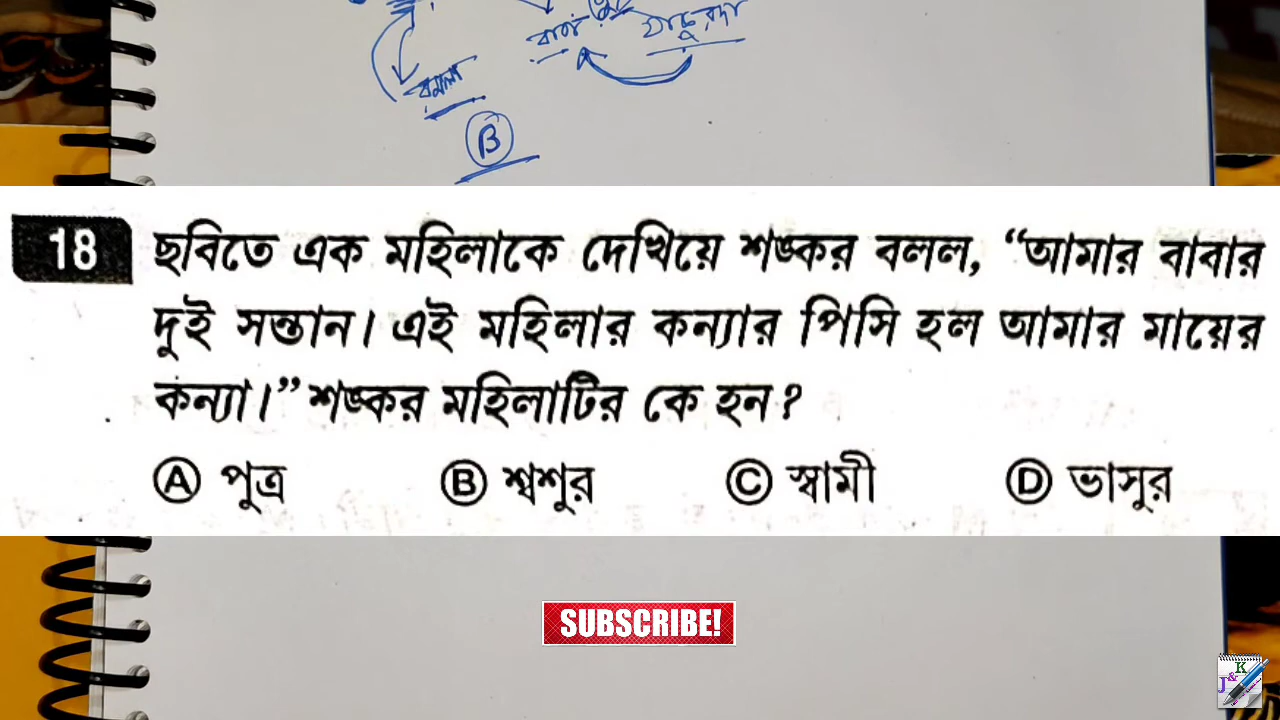 বাবা
যাদুঘর
B
18 ছবিতে এক মহিলাকে দেখিয়ে শঙ্কর বলল, “আমার বাবার
দুই সন্তান। এই মহিলার কন্যার পিসি হল আমার মায়ের
কন্যা।” শঙ্কর মহিলাটির কে হন?
A পুত্র B শ্বশুর C স্বামী D ভাসুর
SUBSCRIBE!
J&K